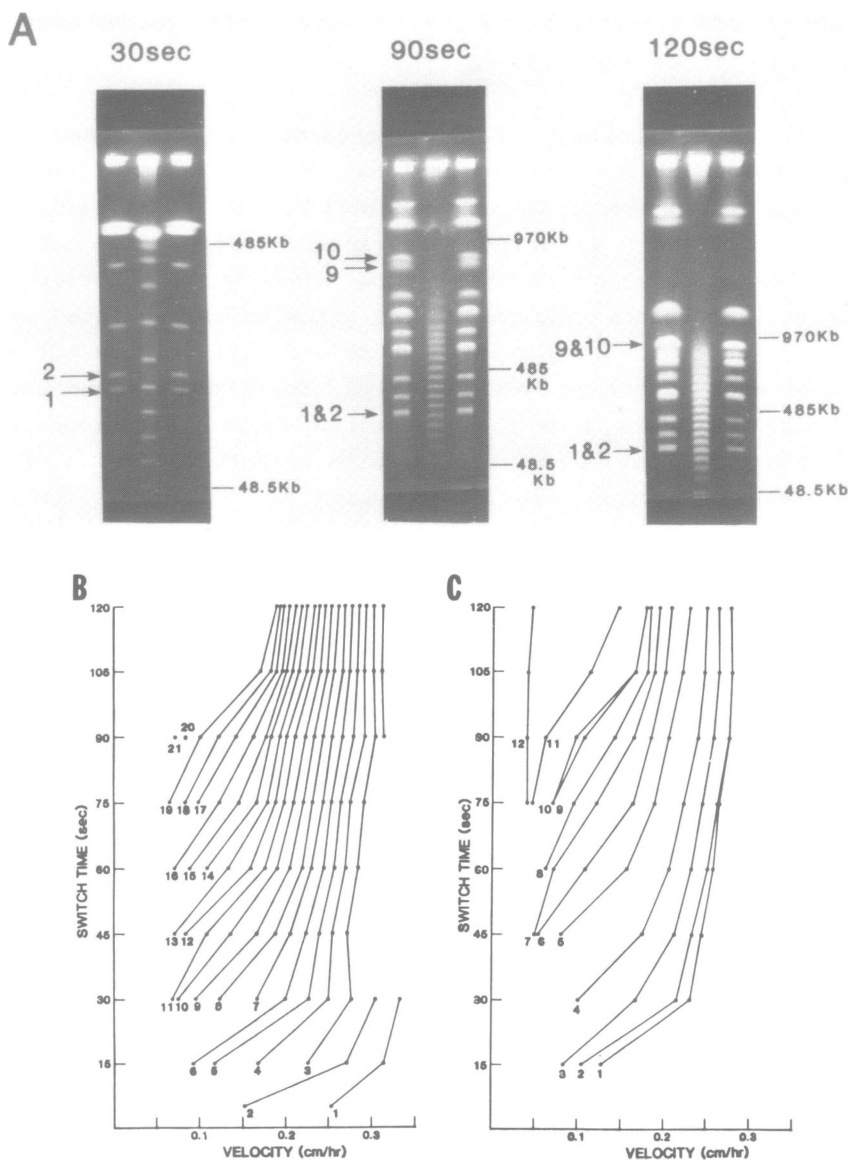 A
30sec
90sec
120sec
485Kb
2
1
48.5Kb
970Kb
10
9
485
Kb
1&2
48.5
Kb
970Kb
9&10
485Kb
1&2
48.5Kb
B
SWITCH TIME (sec)
120
105
90
75
60
45
30
15
20
21
19 18 17
16 15 14
13 12
11 10 9 8 7
6 5 4 3
2 1
0.1 0.2 0.3
VELOCITY (cm/hr)
C
SWITCH TIME (sec)
120
105
90
75
60
45
30
15
12 11
10 9
8
7 6 5
4
3 2 1
0.1 0.2 0.3
VELOCITY (cm/hr)